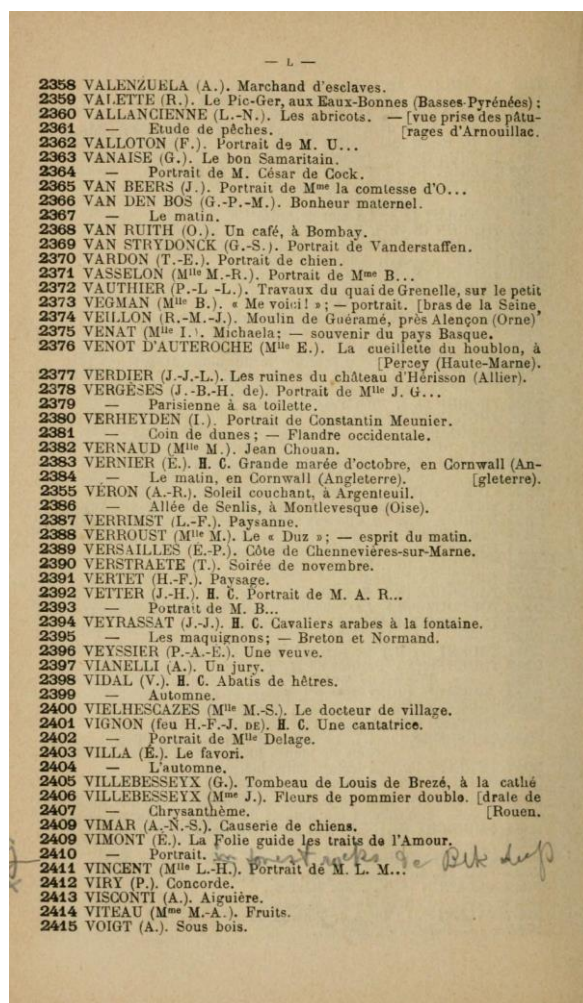 — L —
2358 VALENZUELA (A.). Marchand d'esclaves.
2359 VALETTE (R.). Le Pic-Ger, aux Eaux-Bonnes (Basses-Pyrénées) ;
2360 VALLANCIENNE (L.-N.). Les abricots. — [vue prise des pâtu-
2361 — Etude de pêches. [rages d'Arnouillac.
2362 VALLOTON (F.). Portrait de M. U...
2363 VANAISE (G.). Le bon Samaritain.
2364 — Portrait de M. César de Cock.
2365 VAN BEERS (J.). Portrait de Mme la comtesse d'O...
2366 VAN DEN BOS (G.-P.-M.). Bonheur maternel.
2367 — Le matin.
2368 VAN RUITH (O.). Un café, à Bombay.
2369 VAN STRYDONCK (G.-S.). Portrait de Vanderstaffen.
2370 VARDON (T.-E.). Portrait de chien.
2371 VASSELON (Mlle M.-R.). Portrait de Mme B...
2372 VAUTHIER (P.-L -L.). Travaux du quai de Grenelle, sur le petit
2373 VEGMAN (Mlle B.). « Me voici! » ; — portrait. [bras de la Seine
2374 VEILLON (R.-M.-J.). Moulin de Guéramé, près Alençon (Orne)
2375 VENAT (Mlle I.). Michaela; — souvenir du pays Basque.
2376 VENOT D'AUTEROCHE (Mlle E.). La cueillette du houblon, à
[Percey (Haute-Marne).
2377 VERDIER (J.-J.-L.). Les ruines du château d'Hérisson (Allier).
2378 VERGÈSES (J.-B.-H. de). Portrait de Mlle J. G...
2379 — Parisienne à sa toilette.
2380 VERHEYDEN (I.). Portrait de Constantin Meunier.
2381 — Coin de dunes ; — Flandre occidentale.
2382 VERNAUD (Mlle M.). Jean Chouan.
2383 VERNIER (É.). H. C. Grande marée d'octobre, en Cornwall (An-
2384 — Le matin, en Cornwall (Angleterre). [gleterre).
2355 VÉRON (A.-R.). Soleil couchant, à Argenteuil.
2386 — Allée de Senlis, à Montlevesque (Oise).
2387 VERRIMST (L.-F.). Paysanne.
2388 VERROUST (Mlle M.). Le « Duz » ; — esprit du matin.
2389 VERSAILLES (É.-P.). Côte de Chennevières-sur-Marne.
2390 VERSTRAETE (T.). Soirée de novembre.
2391 VERTET (H.-F.). Paysage.
2392 VETTER (J.-H.). H. C. Portrait de M. A. R...
2393 — Portrait de M. B...
2394 VEYRASSAT (J.-J.). H. C. Cavaliers arabes à la fontaine.
2395 — Les maquignons; — Breton et Normand.
2396 VEYSSIER (P.-A.-E.). Une veuve.
2397 VIANELLI (A.). Un jury.
2398 VIDAL (V.). H. C. Abatis de hêtres.
2399 — Automne.
2400 VIELHESCAZES (Mlle M.-S.). Le docteur de village.
2401 VIGNON (feu H.-F.-J. DE). H. C. Une cantatrice.
2402 — Portrait de Mlle Delage.
2403 VILLA (É.). Le favori.
2404 — L'automne.
2405 VILLEBESSEYX (G.). Tombeau de Louis de Brezé, à la cathé
2406 VILLEBESSEYX (Mme J.). Fleurs de pommier double. [drale de
2407 — Chrysanthème. [Rouen.
2409 VIMAR (A.-N.-S.). Causerie de chiens.
2409 VIMONT (É.). La Folie guide les traits de l'Amour.
2410 — Portrait.
2411 VINCENT (Mlle L.-H.). Portrait de M. L. M...
2412 VIRY (P.). Concorde.
2413 VISCONTI (A.). Aiguière.
2414 VITEAU (Mme M.-A.). Fruits.
2415 VOIGT (A.). Sous bois.